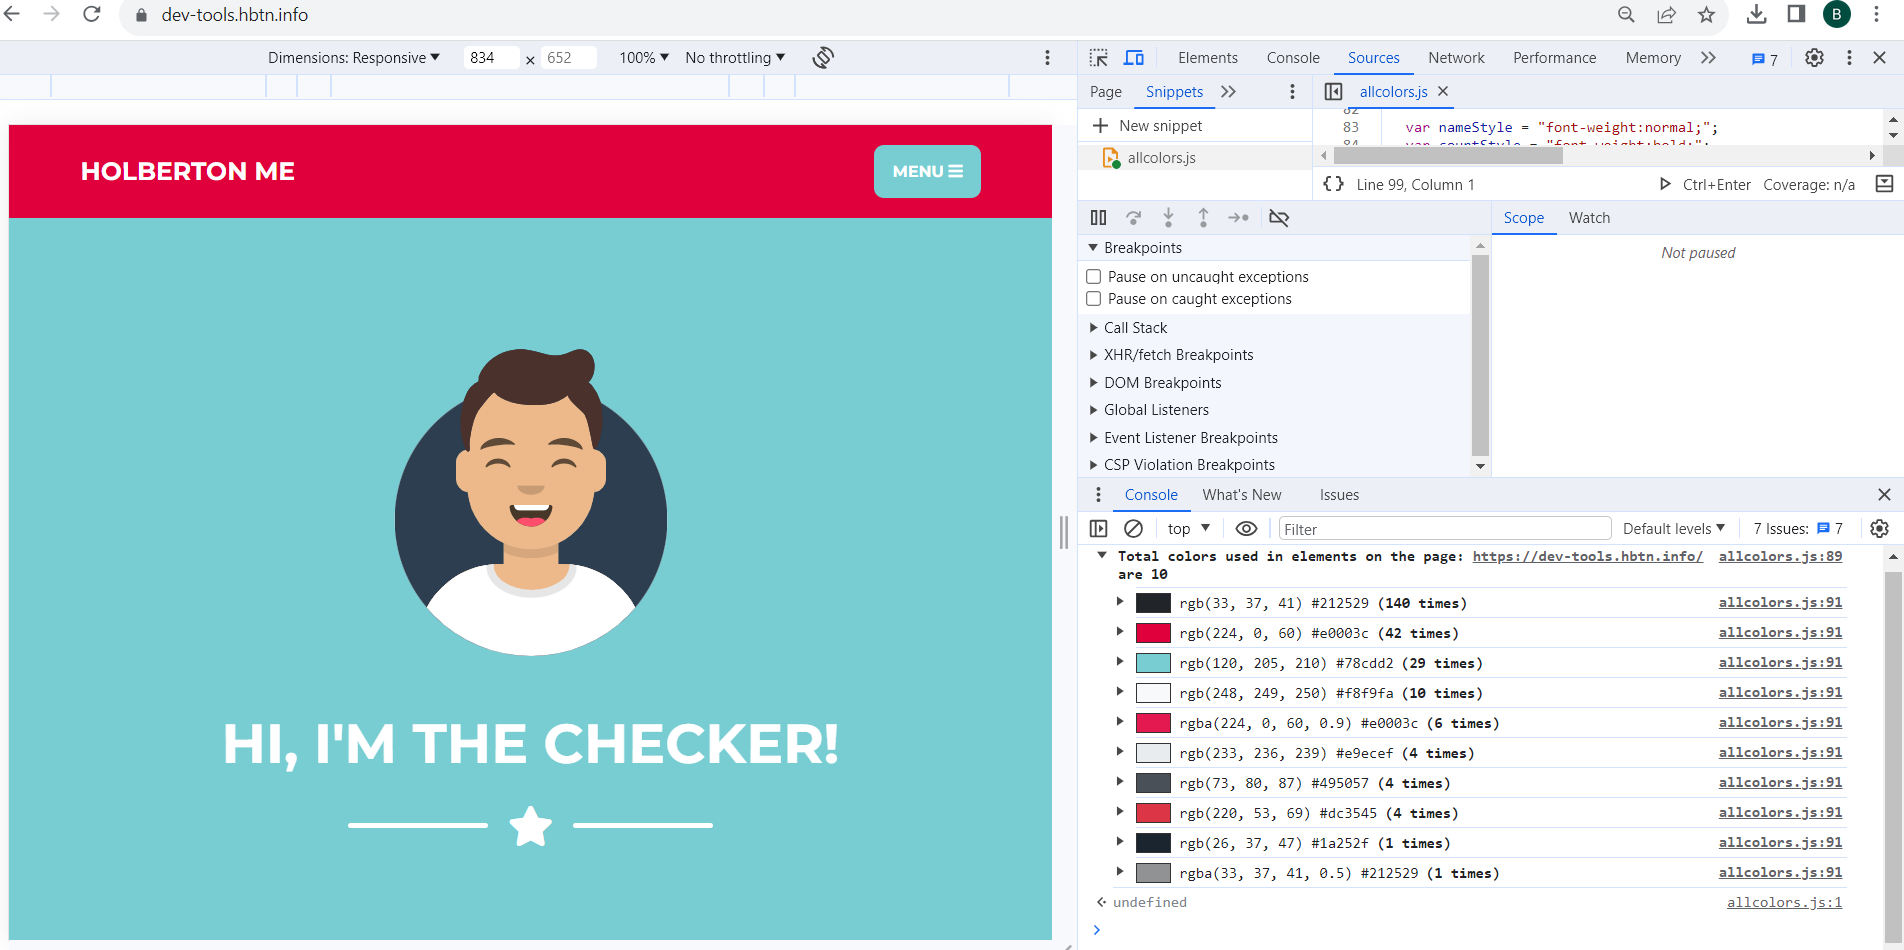 dev-tools.hbtn.info
B
Dimensions: Responsive 834 × 652 100% No throttling
Elements Console Sources Network Performance Memory 7
Page Snippets
allcolors.js
New snippet
allcolors.js
82
83 var nameStyle = "font-weight:normal;";
84 var countStyle = "font-weight:bold;";
{} Line 99, Column 1 Ctrl+Enter Coverage: n/a
Scope Watch
Not paused
Breakpoints
Pause on uncaught exceptions
Pause on caught exceptions
Call Stack
XHR/fetch Breakpoints
DOM Breakpoints
Global Listeners
Event Listener Breakpoints
CSP Violation Breakpoints
Console What's New Issues
top Filter Default levels 7 Issues: 7
Total colors used in elements on the page: https://dev-tools.hbtn.info/ allcolors.js:89
are 10
rgb(33, 37, 41) #212529 (140 times) allcolors.js:91
rgb(224, 0, 60) #e0003c (42 times) allcolors.js:91
rgb(120, 205, 210) #78cdd2 (29 times) allcolors.js:91
rgb(248, 249, 250) #f8f9fa (10 times) allcolors.js:91
rgba(224, 0, 60, 0.9) #e0003c (6 times) allcolors.js:91
rgb(233, 236, 239) #e9ecef (4 times) allcolors.js:91
rgb(73, 80, 87) #495057 (4 times) allcolors.js:91
rgb(220, 53, 69) #dc3545 (4 times) allcolors.js:91
rgb(26, 37, 47) #1a252f (1 times) allcolors.js:91
rgba(33, 37, 41, 0.5) #212529 (1 times) allcolors.js:91
undefined allcolors.js:1
HOLBERTON ME
MENU
HI, I'M THE CHECKER!